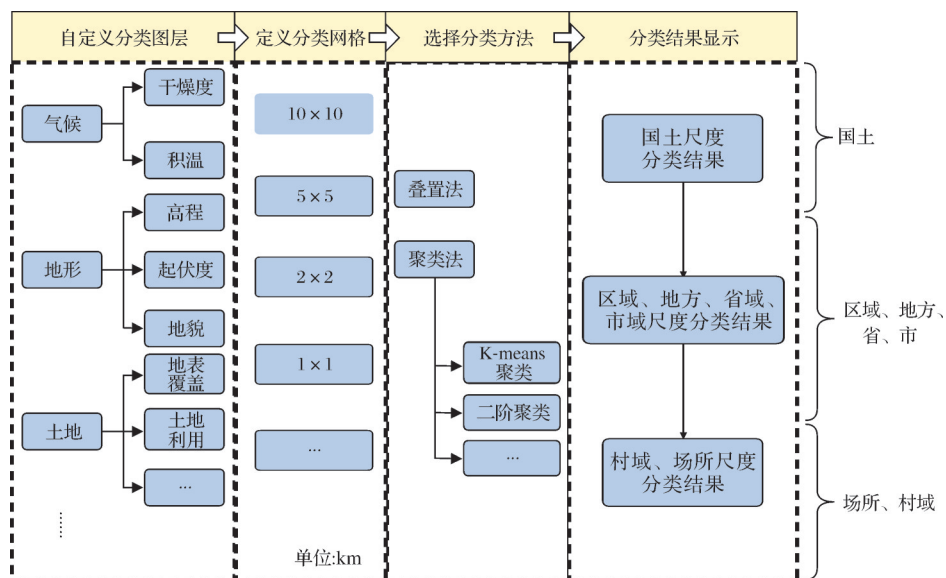 自定义分类图层
定义分类网格
选择分类方法
分类结果显示
气候
干燥度
积温
地形
高程
起伏度
地貌
土地
地表
覆盖
土地
利用
...
......
10×10
5×5
2×2
1×1
...
单位:km
叠置法
聚类法
K-means
聚类
二阶聚类
...
国土尺度
分类结果
区域、地方、省域、
市域尺度分类结果
村域、场所尺度
分类结果
国土
区域、地方、
省、市
场所、村域